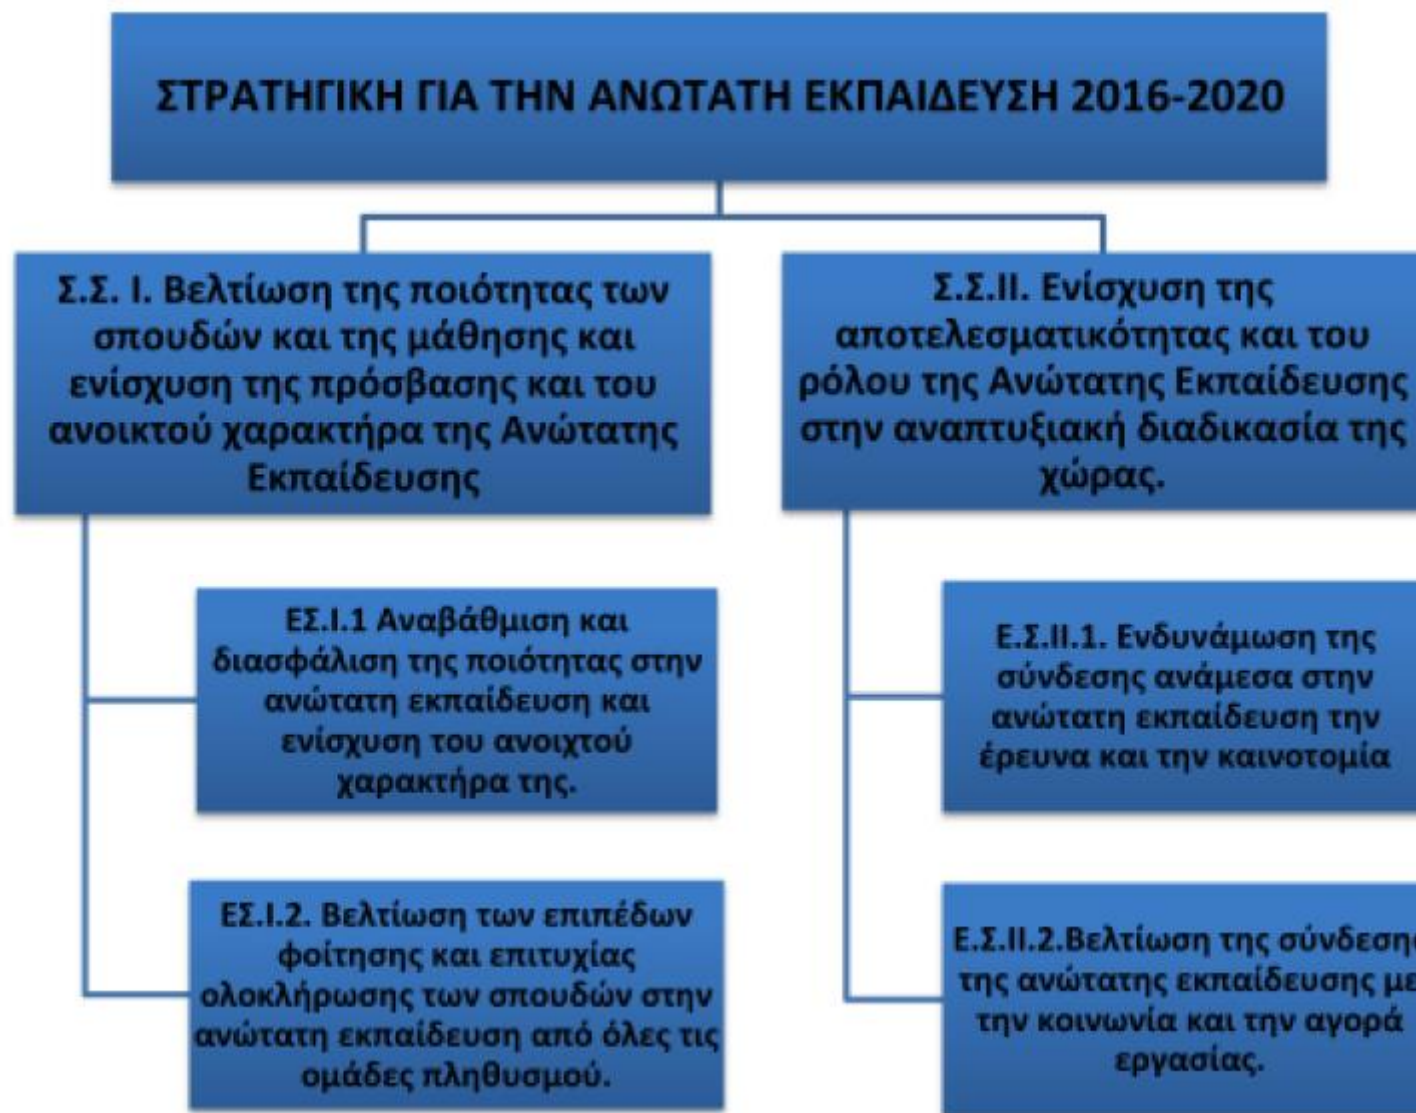 ΣΤΡΑΤΗΓΙΚΗ ΓΙΑ ΤΗΝ ΑΝΩΤΑΤΗ ΕΚΠΑΙΔΕΥΣΗ 2016-2020
Σ.Σ. Ι. Βελτίωση της ποιότητας των
σπουδών και της μάθησης και
ενίσχυση της πρόσβασης και του
ανοικτού χαρακτήρα της Ανώτατης
Εκπαίδευσης
ΕΣ.Ι.1 Αναβάθμιση και
διασφάλιση της ποιότητας στην
ανώτατη εκπαίδευση και
ενίσχυση του ανοιχτού
χαρακτήρα της.
ΕΣ.Ι.2. Βελτίωση των επιπέδων
φοίτησης και επιτυχίας
ολοκλήρωσης των σπουδών στην
ανώτατη εκπαίδευση από όλες τις
ομάδες πληθυσμού.
Σ.Σ.ΙΙ. Ενίσχυση της
αποτελεσματικότητας και του
ρόλου της Ανώτατης Εκπαίδευσης
στην αναπτυξιακή διαδικασία της
χώρας.
Ε.Σ.ΙΙ.1. Ενδυνάμωση της
σύνδεσης ανάμεσα στην
ανώτατη εκπαίδευση την
έρευνα και την καινοτομία
Ε.Σ.ΙΙ.2.Βελτίωση της σύνδεσης
της ανώτατης εκπαίδευσης με
την κοινωνία και την αγορά
εργασίας.